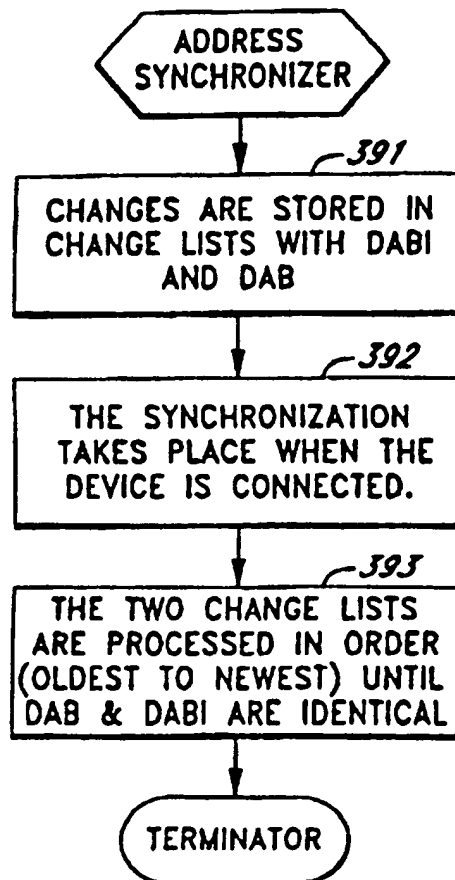 ADDRESS
SYNCHRONIZER
391
CHANGES ARE STORED IN
CHANGE LISTS WITH DABI
AND DAB
392
THE SYNCHRONIZATION
TAKES PLACE WHEN THE
DEVICE IS CONNECTED.
393
THE TWO CHANGE LISTS
ARE PROCESSED IN ORDER
(OLDEST TO NEWEST) UNTIL
DAB & DABI ARE IDENTICAL
TERMINATOR